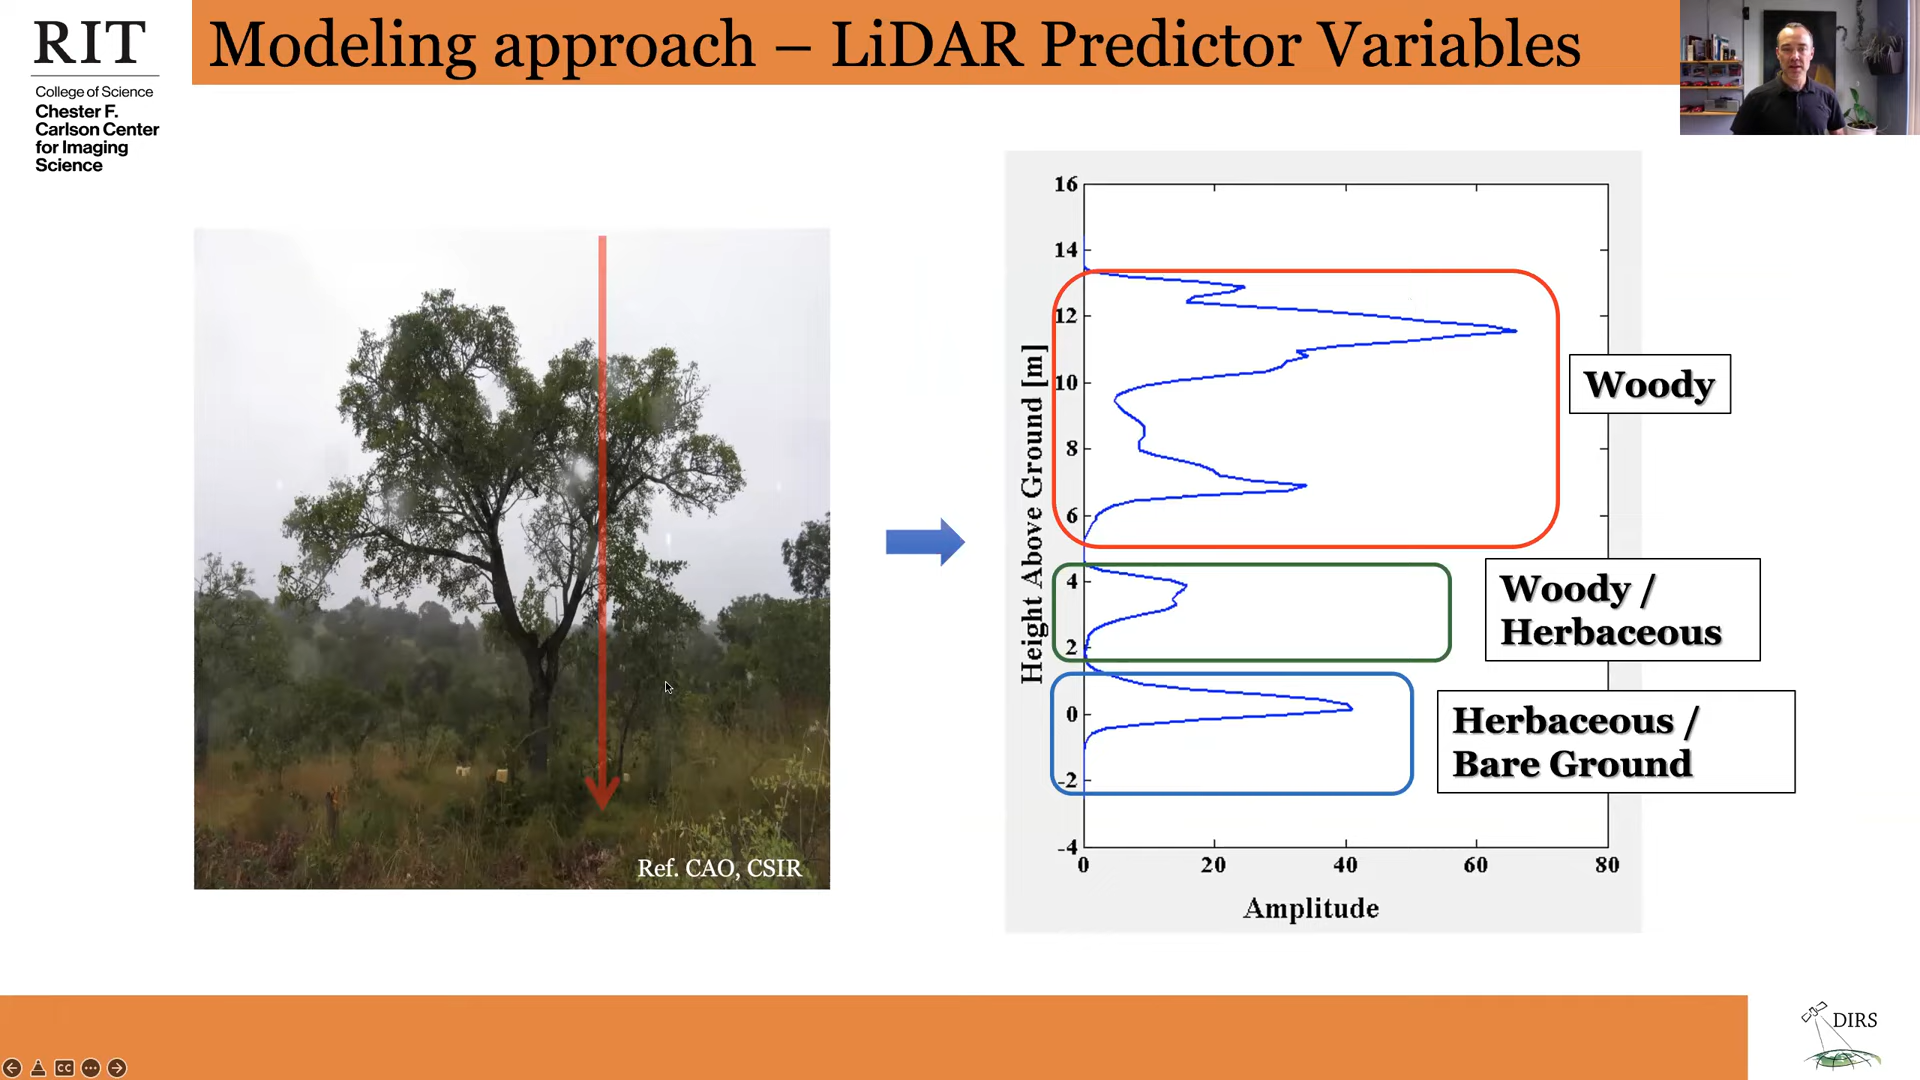 RIT
College of Science
Chester F.
Carlson Center
for Imaging
Science
Modeling approach – LiDAR Predictor Variables
Ref. CAO, CSIR
Height Above Ground [m]
16
14
12
10
8
6
4
2
0
-2
-4
0 20 40 60 80
Amplitude
Woody
Woody /
Herbaceous
Herbaceous /
Bare Ground
DIRS
CC